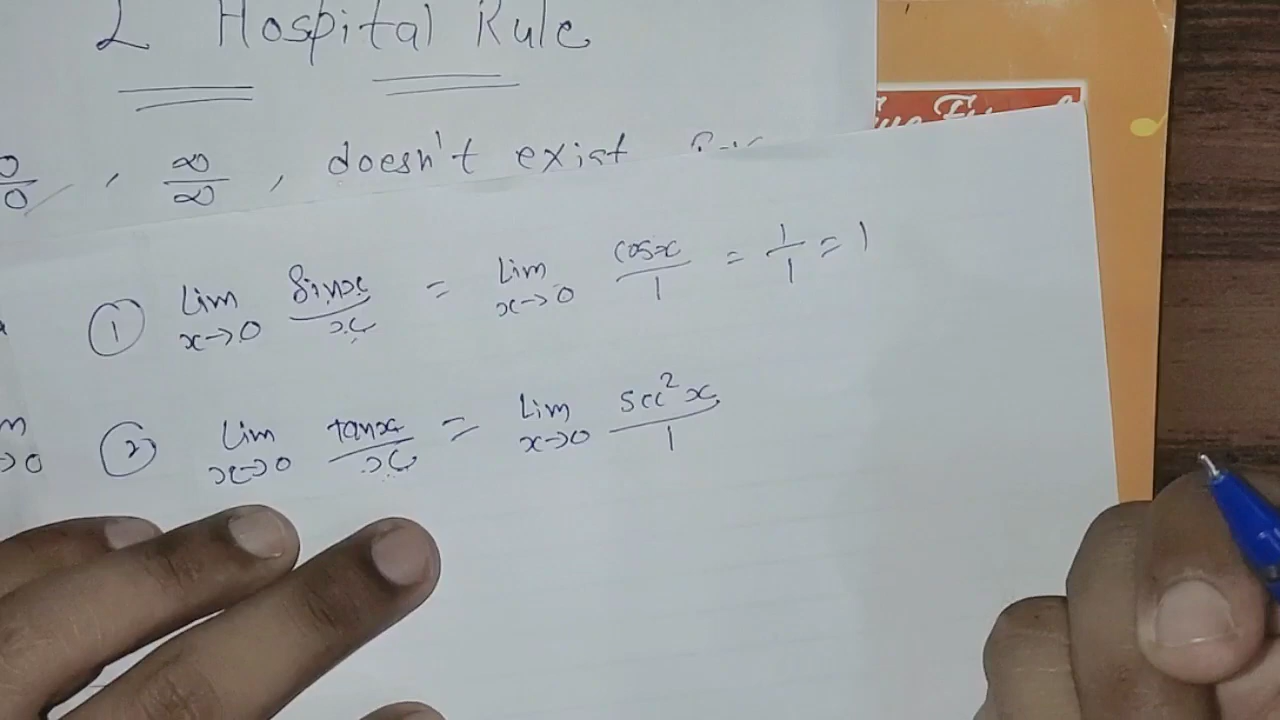 L Hospital Rule
0/0 , ∞/∞ , doesn't exist
① lim x→0 sinx/x = lim x→0 cosx/1 = 1/1 = 1
② lim x→0 tanx/x = lim x→0 sec²x/1